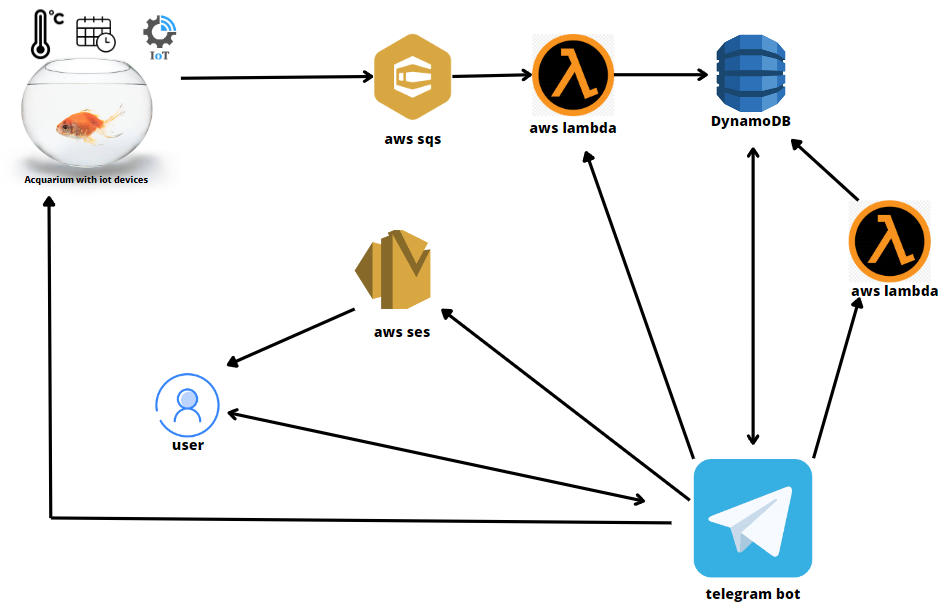 °C
IoT
Acquarium with iot devices
aws sqs
aws lambda
DynamoDB
aws lambda
aws ses
user
telegram bot